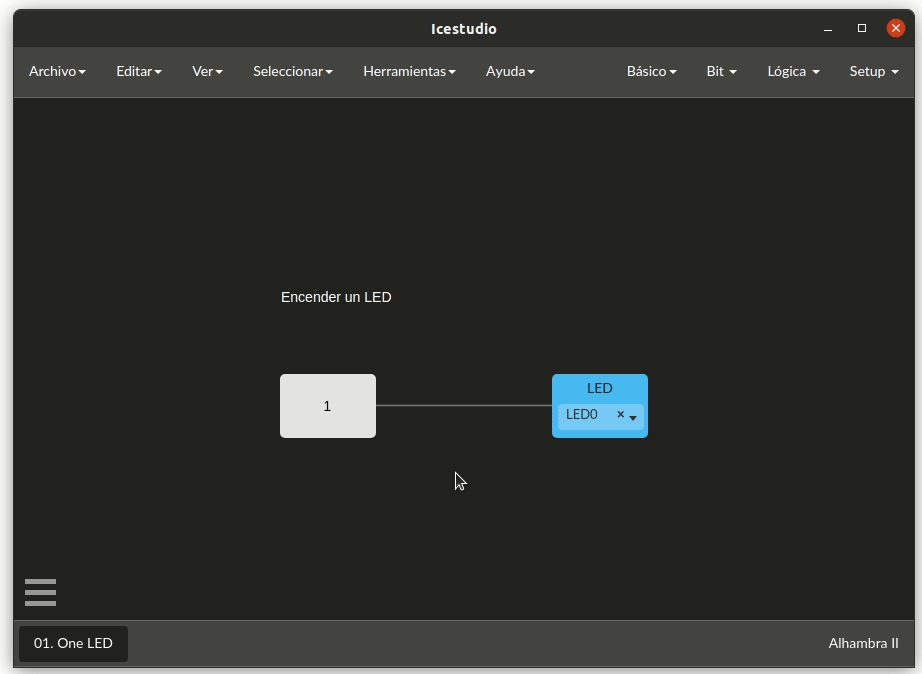 Icestudio
Archivo Editar Ver Seleccionar Herramientas Ayuda Básico Bit Lógica Setup
Encender un LED
1
LED
LED0 ×
01. One LED Alhambra II